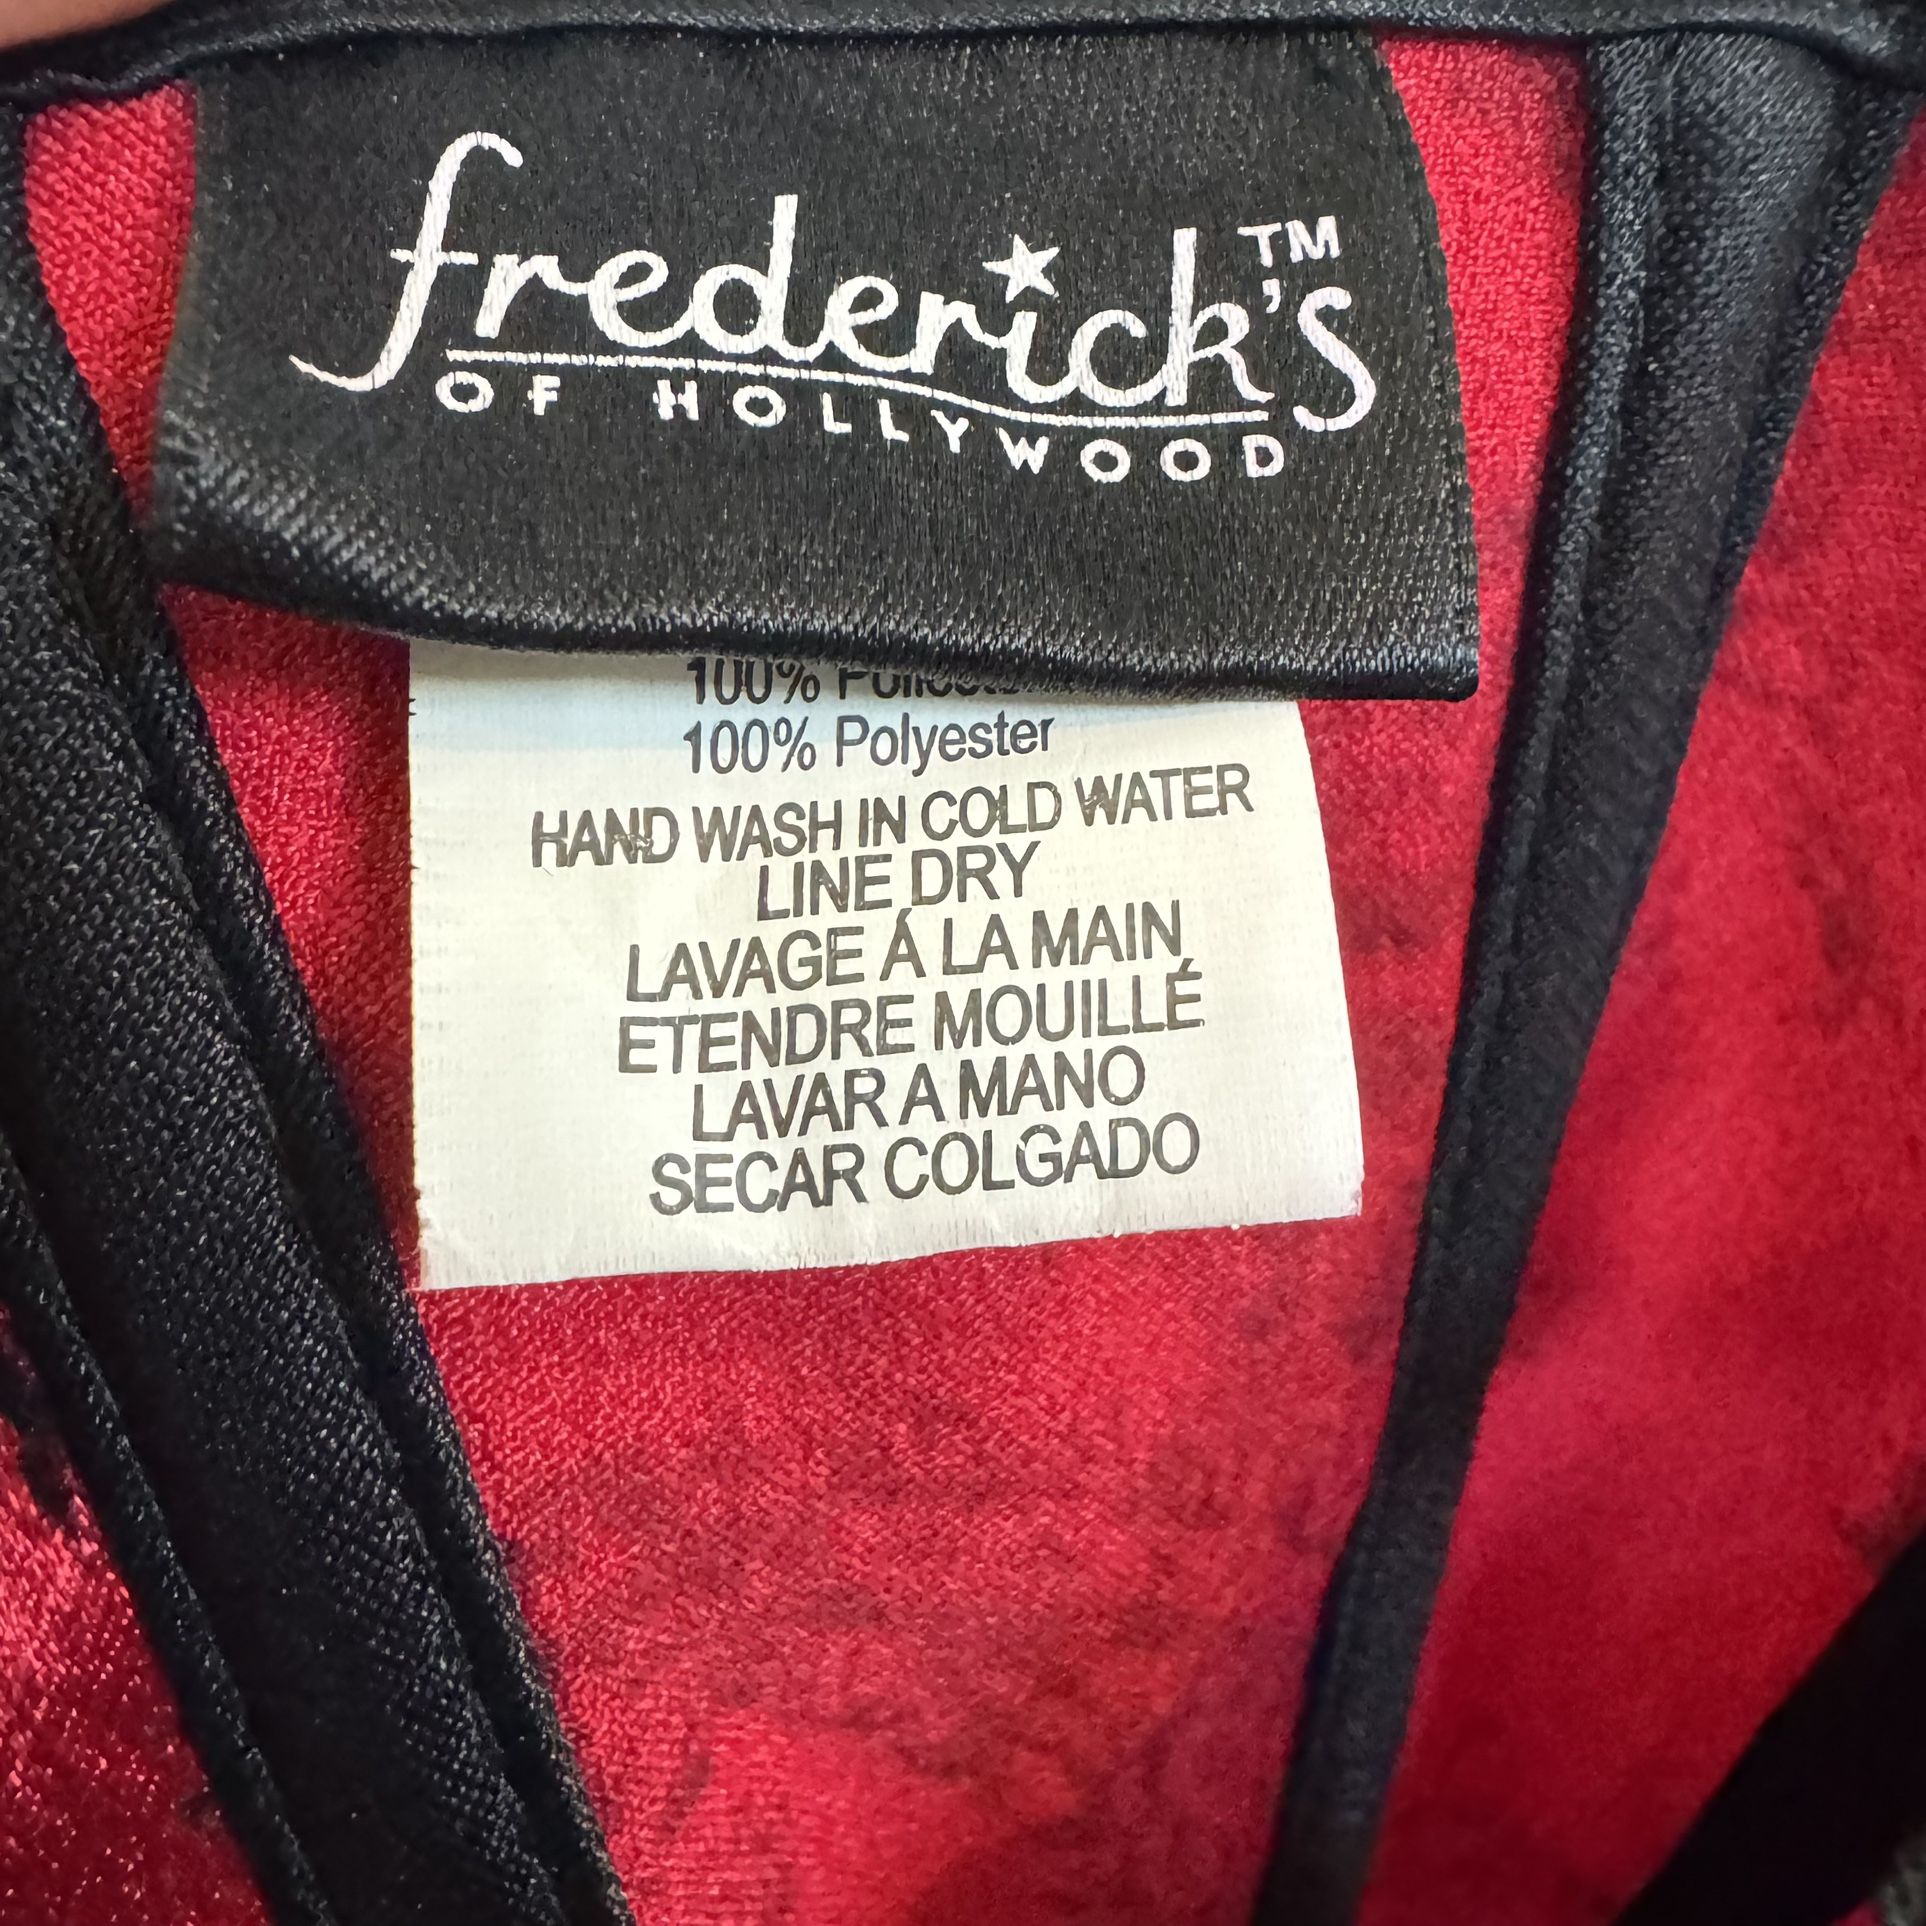 frederick's™
OF HOLLYWOOD
100%
100% Polyester
HAND WASH IN COLD WATER
LINE DRY
LAVAGE Á LA MAIN
ETENDRE MOUILLÉ
LAVAR A MANO
SECAR COLGADO